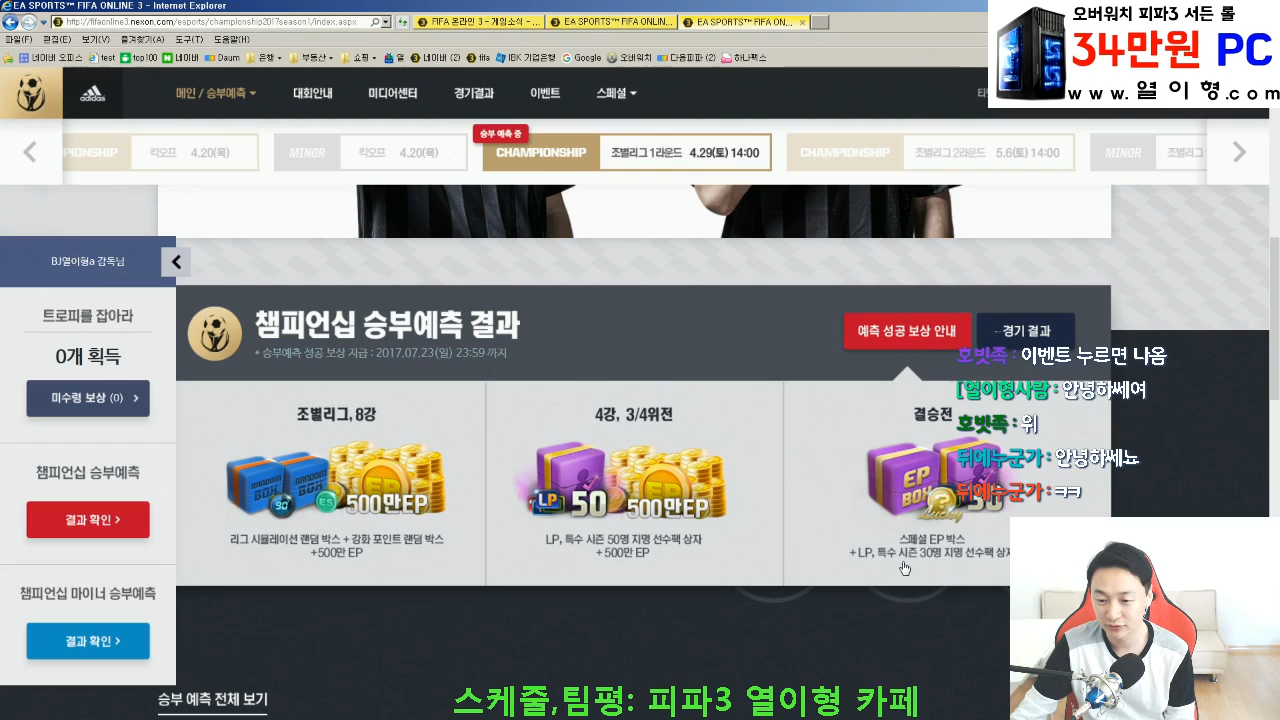 EA SPORTS™ FIFA ONLINE 3 - Internet Explorer
http://fifaonline3.nexon.com/esports/championship2017season1/index.aspx
FIFA 온라인 3 - 게임소식 - ...
EA SPORTS™ FIFA ONLIN...
EA SPORTS™ FIFA ON...
파일(F) 편집(E) 보기(V) 즐겨찾기(A) 도구(T) 도움말(H)
네이버 오피스 test top100 네이버 Daum 은행 부동산 쇼핑 열 네이버 (2) fifa IBK 기업은행 Google 오버워치 다음피파 (2) 하나팩스
오버워치 피파3 서든 롤
34만원 PC
www.열이형.com
adidas
메인 / 승부예측 대회안내 미디어센터 경기결과 이벤트 스페셜
승부 예측 중
PIONSHIP 킥오프 4.20(목)
MINOR 킥오프 4.20(목)
CHAMPIONSHIP 조별리그 1라운드 4.29(토) 14:00
CHAMPIONSHIP 조별리그 2라운드 5.6(토) 14:00
MINOR 조별리그
BJ열이형a 감독님
트로피를 잡아라
0개 획득
미수령 보상 (0)
챔피언십 승부예측
결과 확인
챔피언십 마이너 승부예측
결과 확인
챔피언십 승부예측 결과
• 승부예측 성공 보상 지급 : 2017.07.23(일) 23:59 까지
예측 성공 보상 안내
경기 결과
조별리그, 8강
RANDOM BOX RANDOM BOX 90 ES EP 500만EP
리그 시뮬레이션 랜덤 박스 + 강화 포인트 랜덤 박스
+500만 EP
4강, 3/4위전
LP 50 EP 500만EP
LP, 특수 시즌 50명 지명 선수팩 상자
+ 500만 EP
결승전
EP BOX Lucky
스페셜 EP 박스
+ LP, 특수 시즌 30명 지명 선수팩 상자
호빗족 : 이벤트 누르면 나옴
[열이형사람 : 안녕하세여
호빗족 : 위
뒤에누군가 : 안녕하세뇨
뒤에누군가 : ㅋㅋ
승부 예측 전체 보기
스케줄,팀평: 피파3 열이형 카페